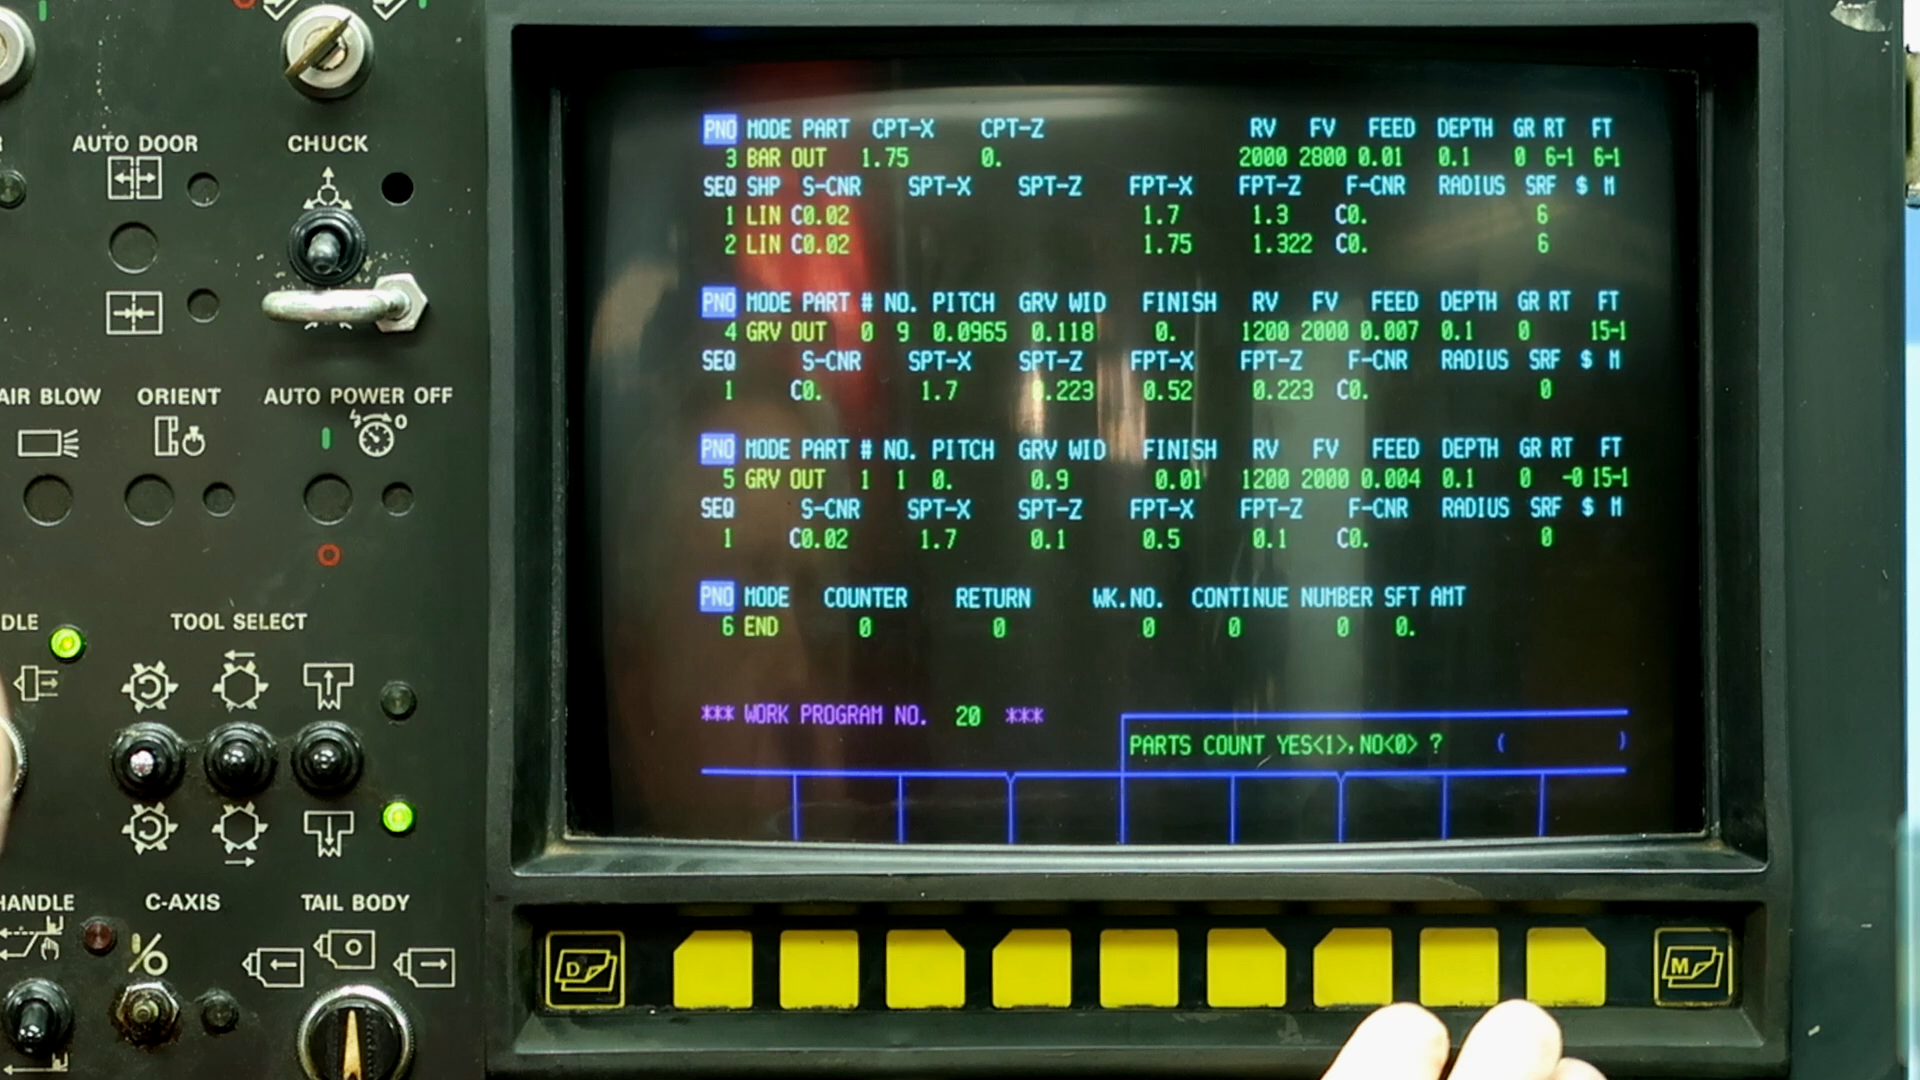 AUTO DOOR
CHUCK
AIR BLOW
ORIENT
AUTO POWER OFF
DLE
TOOL SELECT
HANDLE
C-AXIS
TAIL BODY
PNO MODE PART CPT-X CPT-Z RV FV FEED DEPTH GR RT FT
3 BAR OUT 1.75 0. 2000 2800 0.01 0.1 0 6-1 6-1
SEQ SHP S-CNR SPT-X SPT-Z FPT-X FPT-Z F-CNR RADIUS SRF $ M
1 LIN C0.02 1.7 1.3 C0. 6
2 LIN C0.02 1.75 1.322 C0. 6
PNO MODE PART # NO. PITCH GRV WID FINISH RV FV FEED DEPTH GR RT FT
4 GRV OUT 0 9 0.0965 0.118 0. 1200 2000 0.007 0.1 0 15-1
SEQ S-CNR SPT-X SPT-Z FPT-X FPT-Z F-CNR RADIUS SRF $ M
1 C0. 1.7 0.223 0.52 0.223 C0. 0
PNO MODE PART # NO. PITCH GRV WID FINISH RV FV FEED DEPTH GR RT FT
5 GRV OUT 1 1 0. 0.9 0.01 1200 2000 0.004 0.1 0 -0 15-1
SEQ S-CNR SPT-X SPT-Z FPT-X FPT-Z F-CNR RADIUS SRF $ M
1 C0.02 1.7 0.1 0.5 0.1 C0. 0
PNO MODE COUNTER RETURN WK.NO. CONTINUE NUMBER SFT AMT
6 END 0 0 0 0 0 0.
*** WORK PROGRAM NO. 20 ***
PARTS COUNT YES<1>,NO<0> ? ( )
D
M